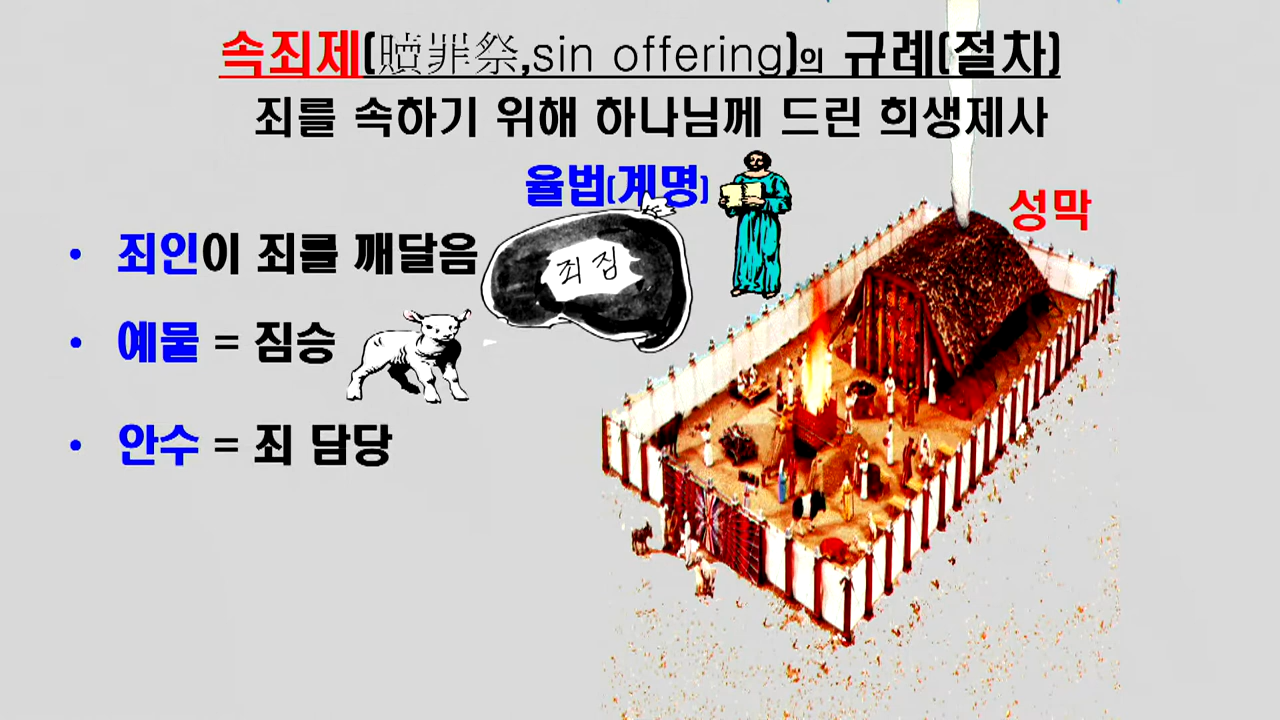 속죄제(贖罪祭,sin offering)의 규례(절차)
죄를 속하기 위해 하나님께 드린 희생제사
율법(계명)
성막
• 죄인이 죄를 깨달음
죄 짐
• 예물 = 짐승
• 안수 = 죄 담당